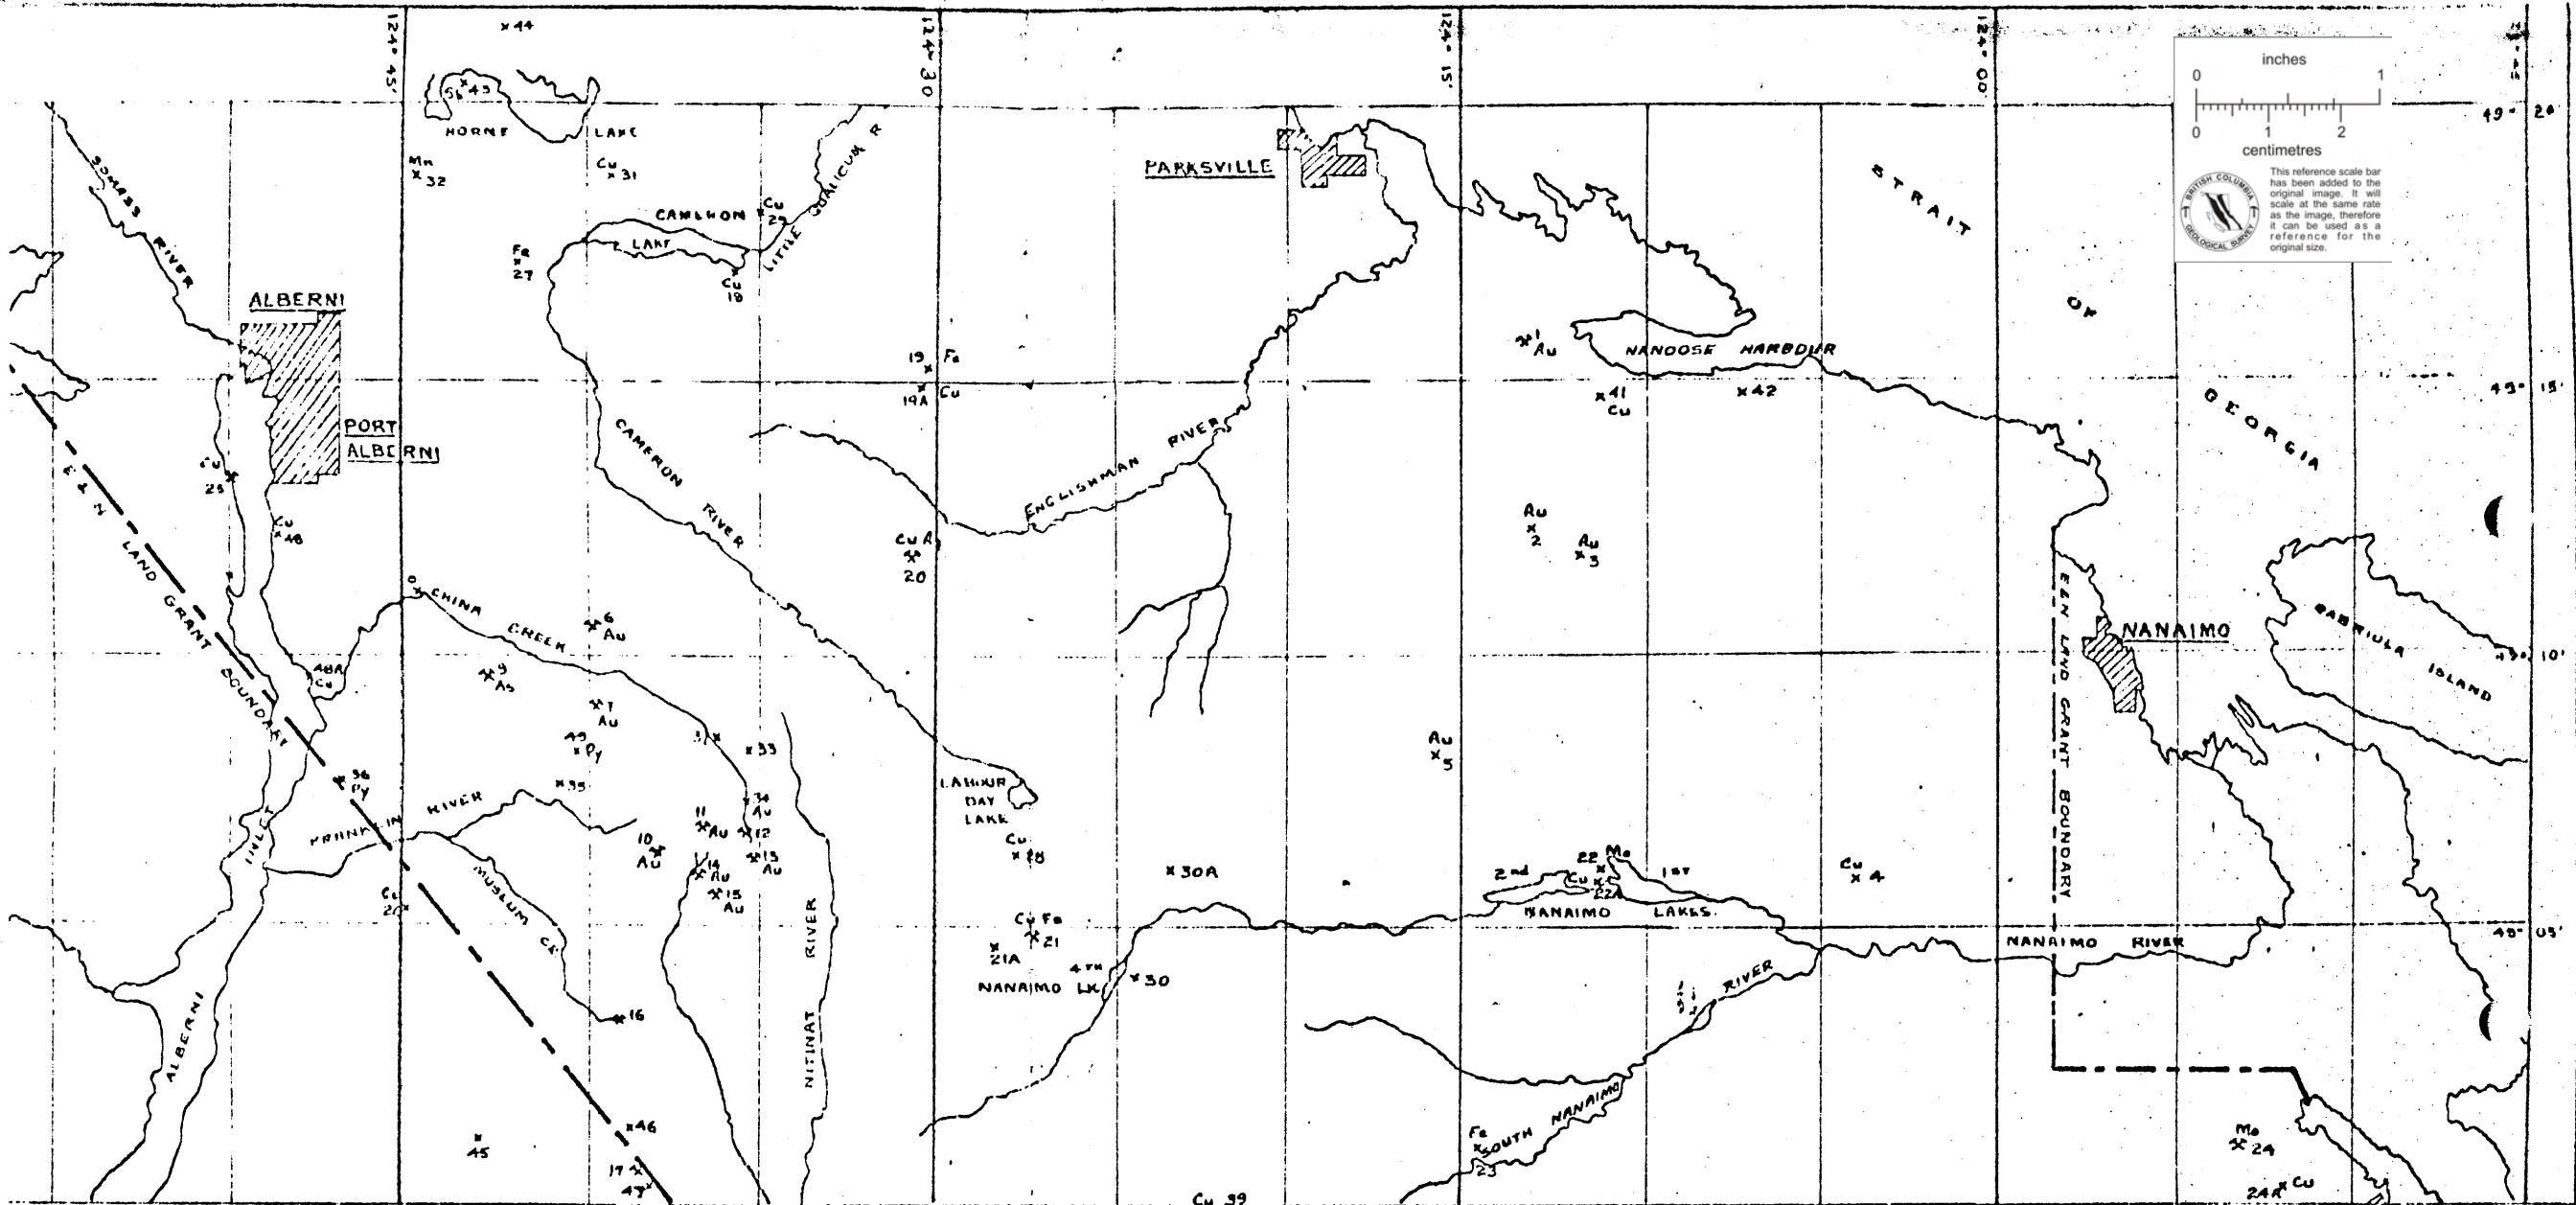 124° 45'
124° 30
124° 15'
124° 00'
45'
inches
0 1
0 1 2
centimetres
This reference scale bar
has been added to the
original image. It will
scale at the same rate
as the image, therefore
it can be used as a
reference for the
original size.
BRITISH COLUMBIA
GEOLOGICAL SURVEY
49° 20'
49° 15'
10'
05'
44
Sb 43
HORNE LAKE
Mn
32
Cu
31
CAMERON
LAKE
Cu
29
LITTLE QUALICUM R
Fe
27
Cu
18
SOMASS RIVER
ALBERNI
PORT
ALBERNI
PARKSVILLE
STRAIT
OF
GEORGIA
1
Au
NANOOSE HARBOUR
41
Cu
42
19 Fe
19A Cu
CAMERON RIVER
ENGLISHMAN RIVER
25
Cu
48
E & N LAND GRANT BOUNDARY
20
Au
2
Au
3
CHINA CREEK
6
Au
9
As
7
Au
49
Py
48A
Cu
33
35
36
Py
34
Au
Au
5
NANAIMO
GABRIOLA ISLAND
E & N LAND GRANT BOUNDARY
LABOUR
DAY
LAKE
Cu
28
FRANKLIN RIVER
INLET
10
Au
11
Au
12
13
Au
14
Au
15
Au
MUSLUM CK
30A
2nd
22 Mo
Cu
22A
1ST
NANAIMO LAKES
Cu
4
Cu Fe
21
21A
4TH
NANAIMO LK
30
NANAIMO RIVER
NITINAT RIVER
16
ALBERNI
SOUTH NANAIMO RIVER
Fe
23
46
45
17
47
Cu 39
Mo
24
24A Cu